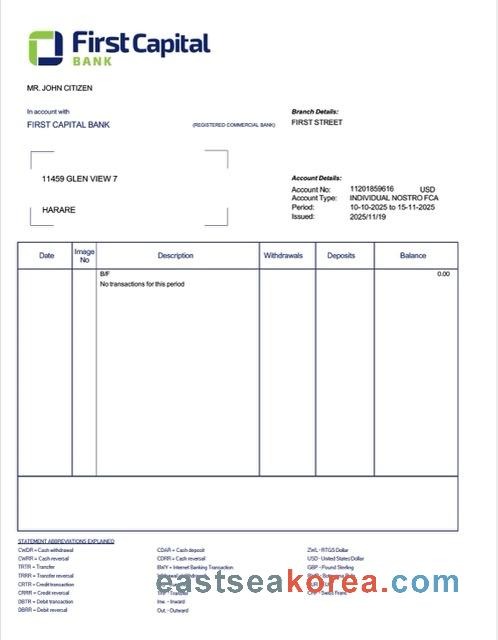 First Capital
BANK
MR. JOHN CITIZEN
In account with
FIRST CAPITAL BANK
(REGISTERED COMMERCIAL BANK)
Branch Details:
FIRST STREET
11459 GLEN VIEW 7
HARARE
Account Details:
Account No: 11201859616 USD
Account Type: INDIVIDUAL NOSTRO FCA
Period: 10-10-2025 to 15-11-2025
Issued: 2025/11/19
Date Image No Description Withdrawals Deposits Balance
B/F 0.00
No transactions for this period
STATEMENT ABBREVIATIONS EXPLAINED
CWDR = Cash withdrawal
CWRR = Cash reversal
TRTR = Transfer
TRRR = Transfer reversal
CRTR = Credit transaction
CRRR = Credit reversal
DBTR = Debit transaction
DBRR = Debit reversal
CDAR = Cash deposit
CDRR = Cash reversal
Internet Banking Transaction
Transfer
Inw. - Inward
Out. - Outward
ZWL - RTGS Dollar
USD - United States Dollar
GBP - Pound Sterling
Swiss Franc
eastseakorea.com